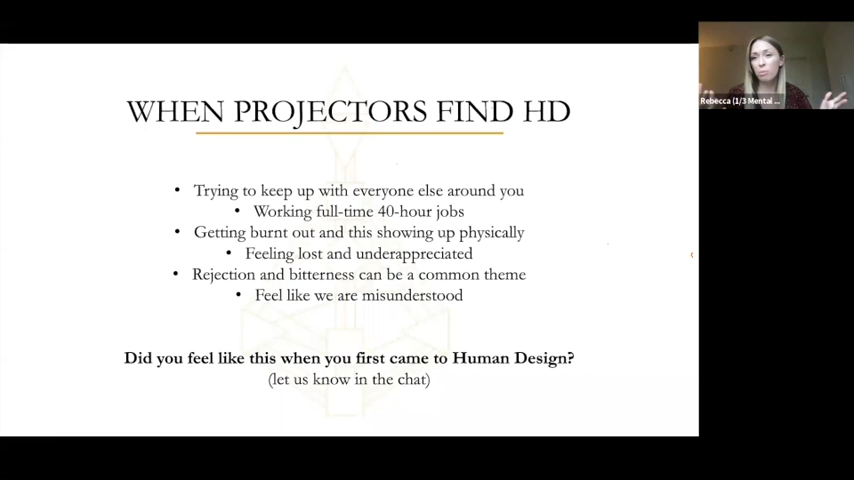 WHEN PROJECTORS FIND HD
• Trying to keep up with everyone else around you
• Working full-time 40-hour jobs
• Getting burnt out and this showing up physically
• Feeling lost and underappreciated
• Rejection and bitterness can be a common theme
• Feel like we are misunderstood
Did you feel like this when you first came to Human Design?
(let us know in the chat)
Rebecca (1/3 Mental ...